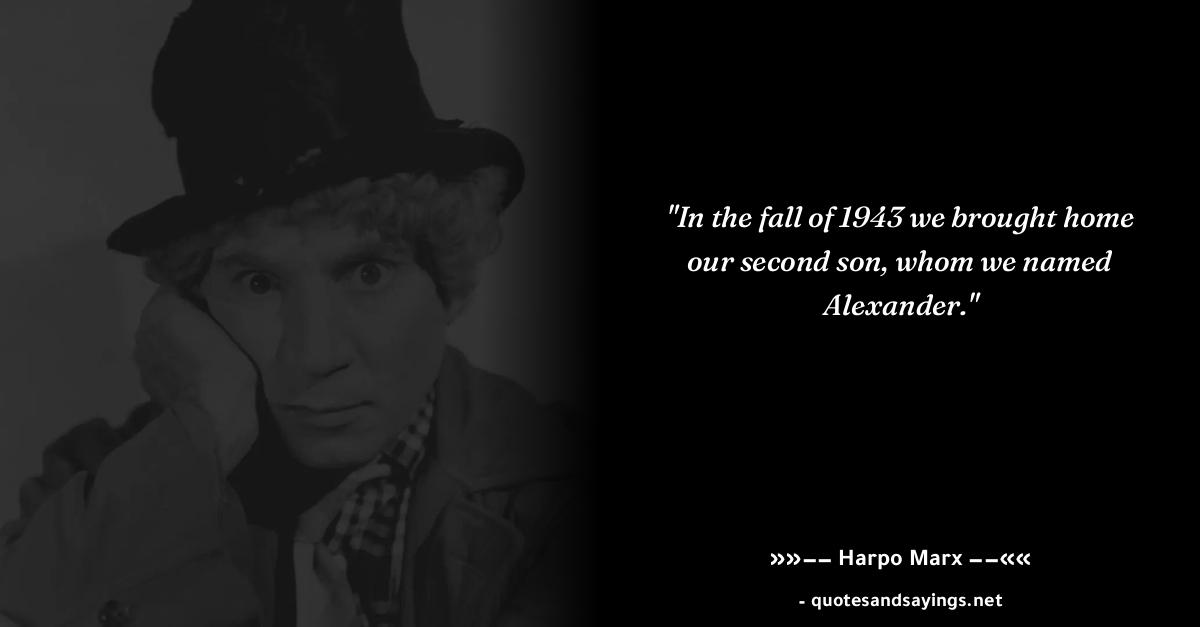 "In the fall of 1943 we brought home
our second son, whom we named
Alexander."
»»−− Harpo Marx −−««
- quotesandsayings.net